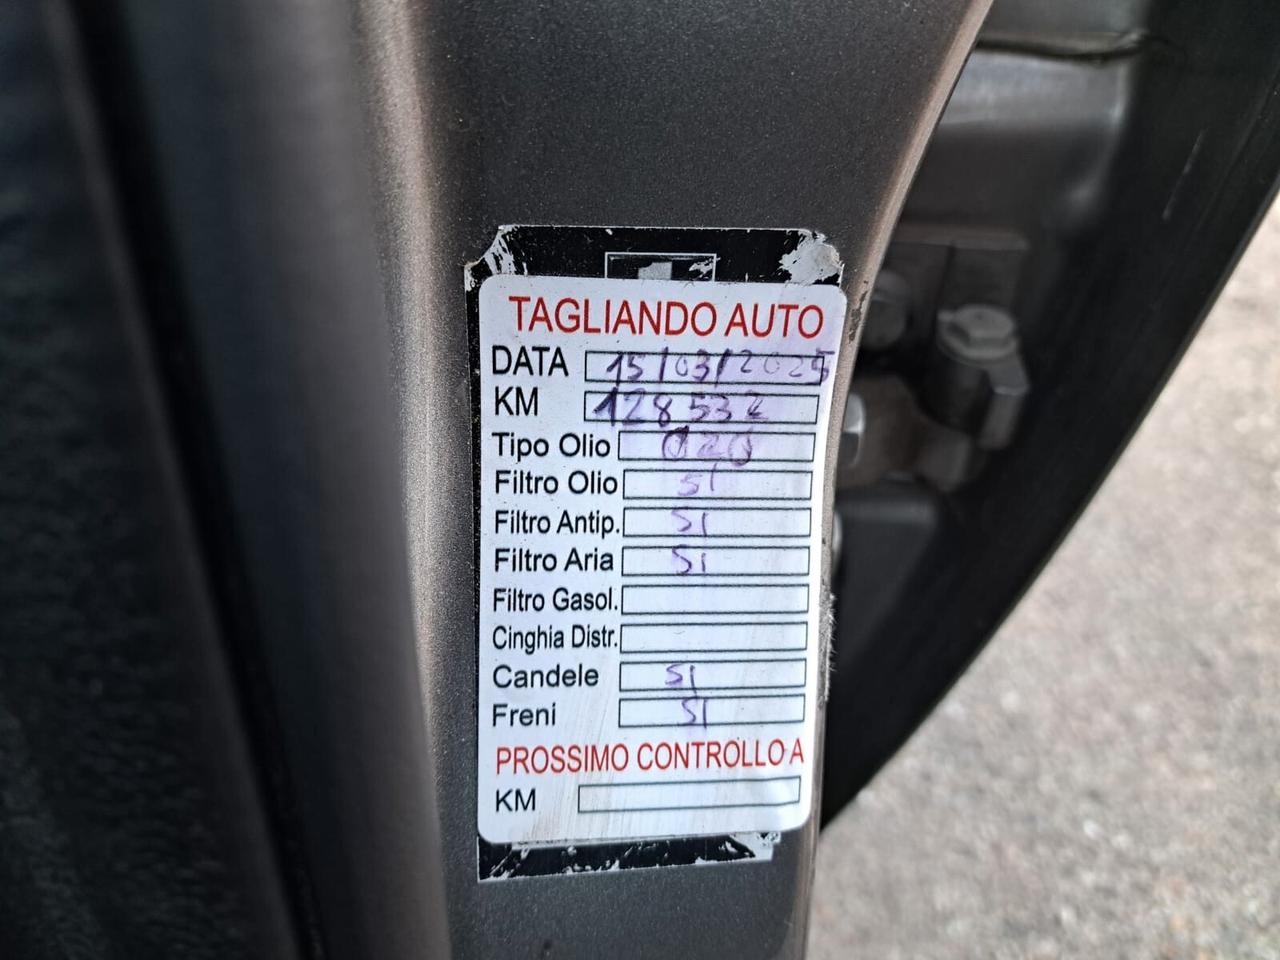 TAGLIANDO AUTO
DATA 15/03/2025
KM 128532
Tipo Olio 020
Filtro Olio SI
Filtro Antip. SI
Filtro Aria SI
Filtro Gasol.
Cinghia Distr.
Candele SI
Freni SI
PROSSIMO CONTROLLO A
KM